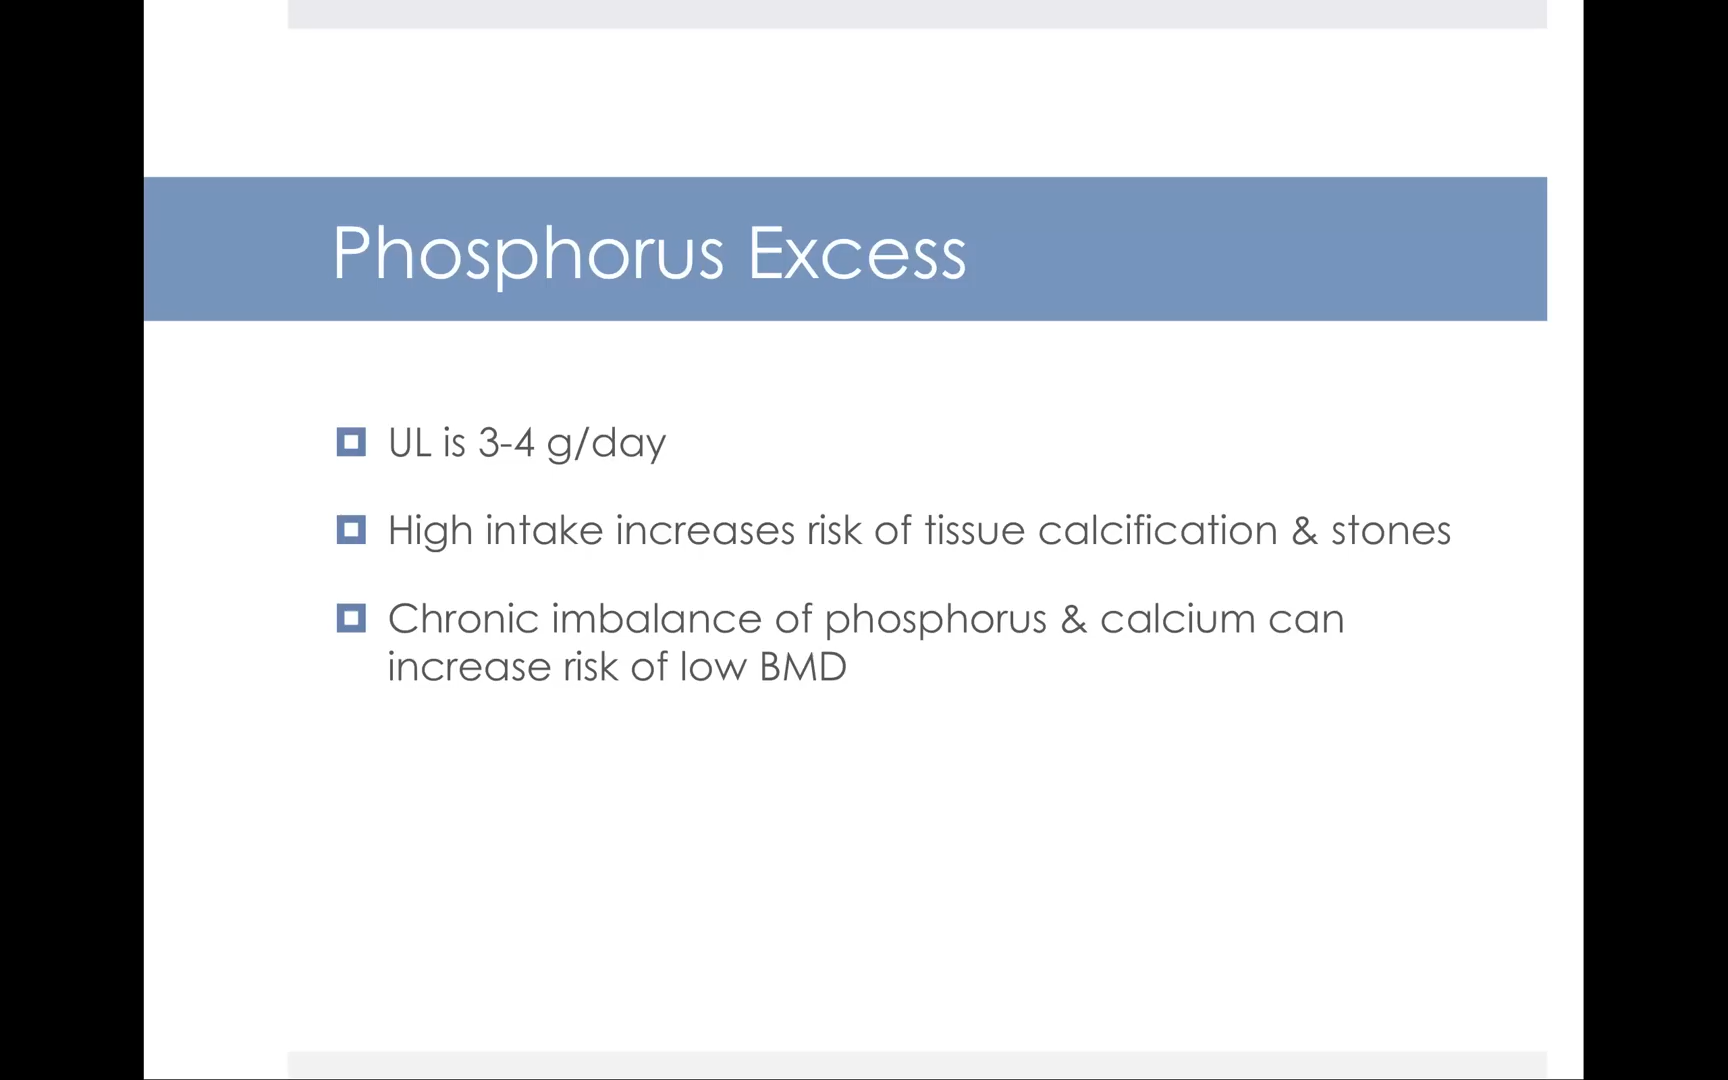 Phosphorus Excess
UL is 3-4 g/day
High intake increases risk of tissue calcification & stones
Chronic imbalance of phosphorus & calcium can
increase risk of low BMD